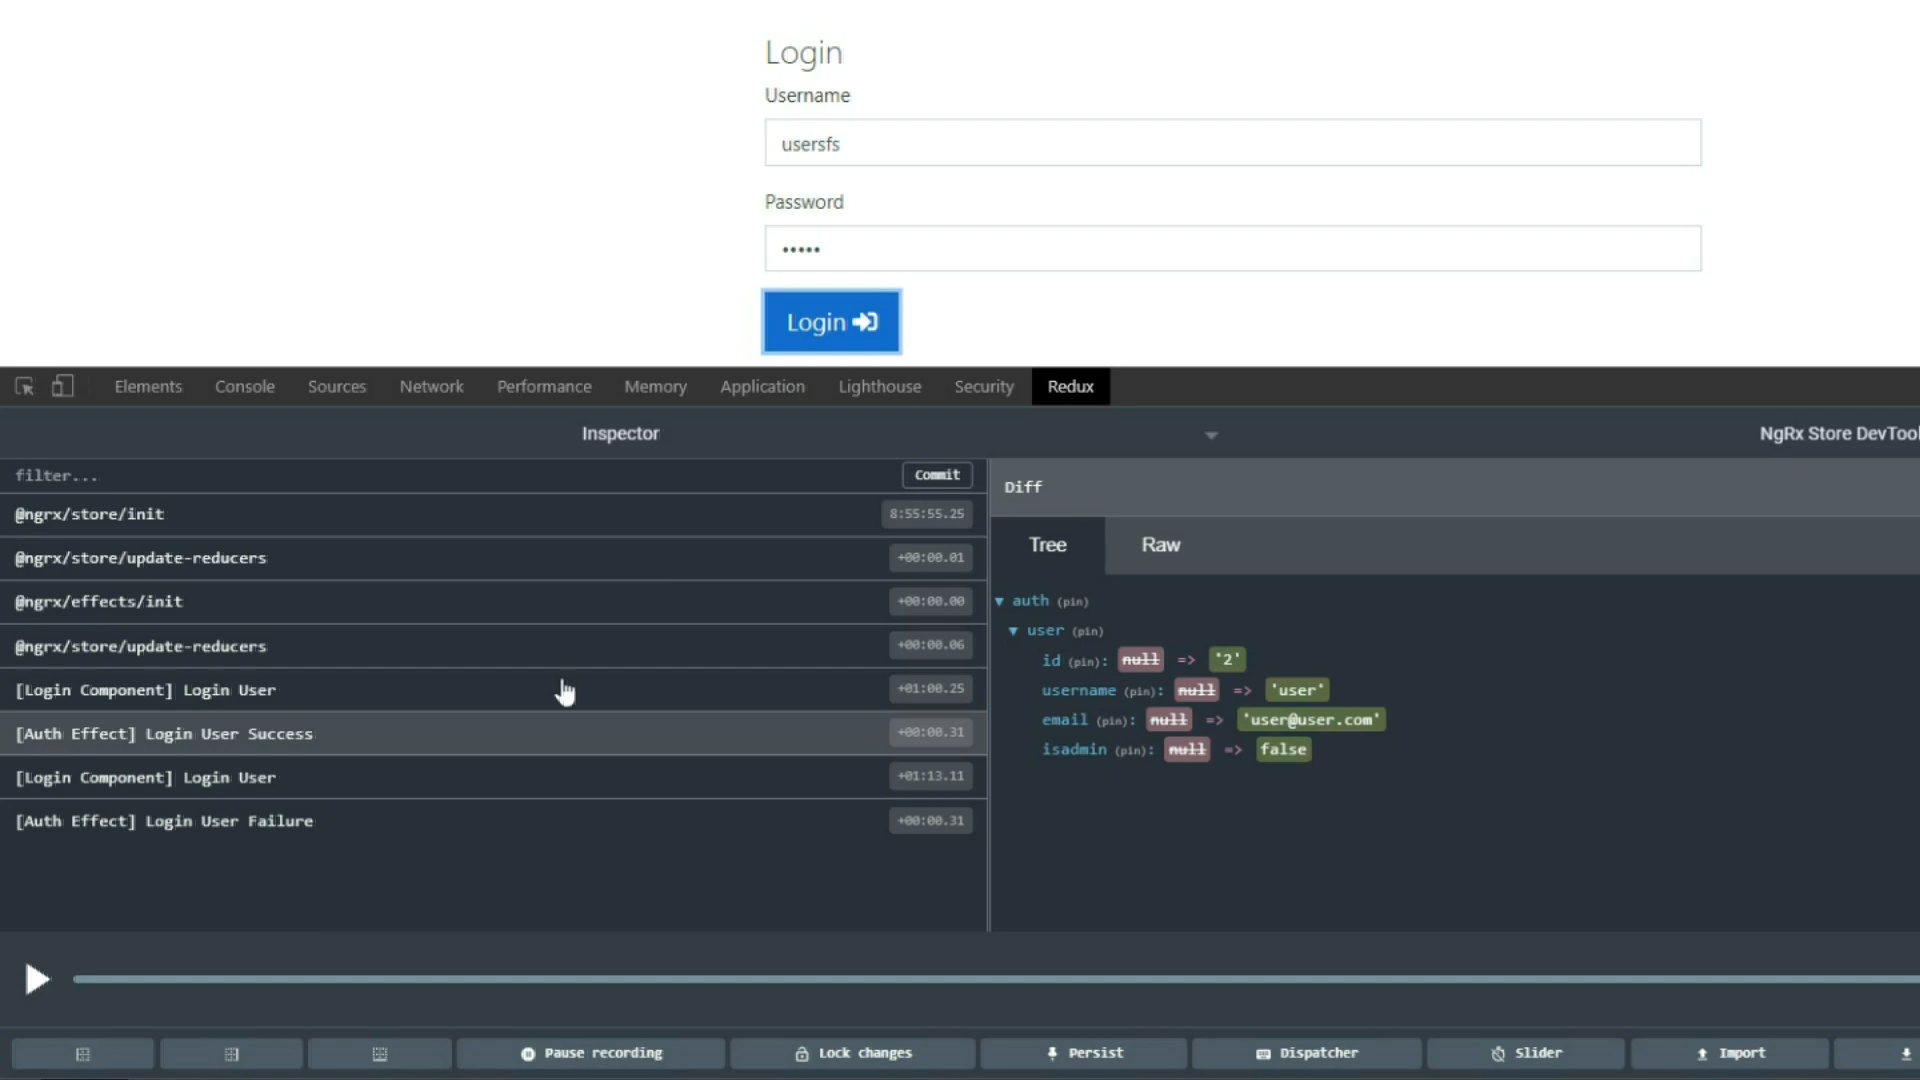 Login
Username
usersfs
Password
•••••
Login
Elements Console Sources Network Performance Memory Application Lighthouse Security Redux
Inspector NgRx Store DevTool
filter... Commit
@ngrx/store/init 8:55:55.25
@ngrx/store/update-reducers +00:00.01
@ngrx/effects/init +00:00.00
@ngrx/store/update-reducers +00:00.06
[Login Component] Login User +01:00.25
[Auth Effect] Login User Success +00:00.31
[Login Component] Login User +01:13.11
[Auth Effect] Login User Failure +00:00.31
Diff
Tree Raw
auth (pin)
user (pin)
id (pin): null => '2'
username (pin): null => 'user'
email (pin): null => 'user@user.com'
isadmin (pin): null => false
Pause recording Lock changes Persist Dispatcher Slider Import